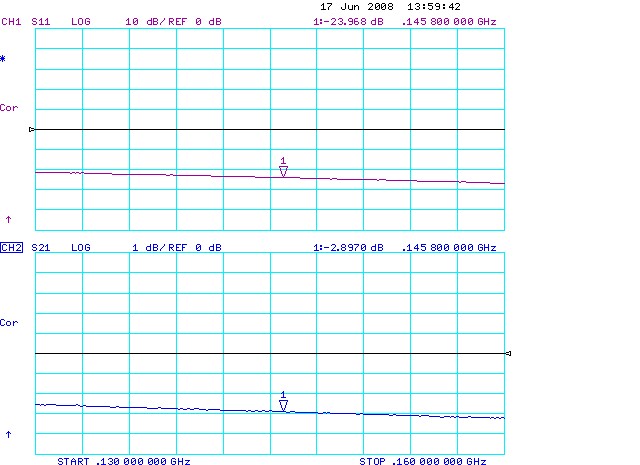 17 Jun 2008 13:59:42
CH1 S11 LOG 10 dB/REF 0 dB 1:-23.968 dB .145 800 000 GHz
*
Cor
1
↑
CH2 S21 LOG 1 dB/REF 0 dB 1:-2.8970 dB .145 800 000 GHz
Cor
1
↑
START .130 000 000 GHz STOP .160 000 000 GHz